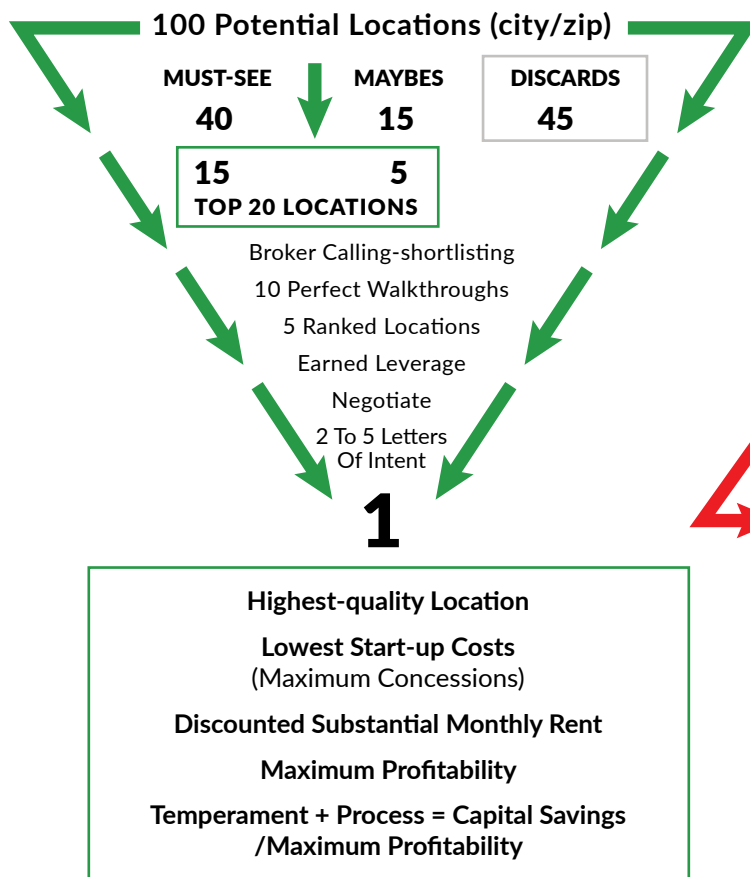 100 Potential Locations (city/zip)
MUST-SEE MAYBES DISCARDS
40 15 45
15 5
TOP 20 LOCATIONS
Broker Calling-shortlisting
10 Perfect Walkthroughs
5 Ranked Locations
Earned Leverage
Negotiate
2 To 5 Letters
Of Intent
1
Highest-quality Location
Lowest Start-up Costs
(Maximum Concessions)
Discounted Substantial Monthly Rent
Maximum Profitability
Temperament + Process = Capital Savings
/Maximum Profitability